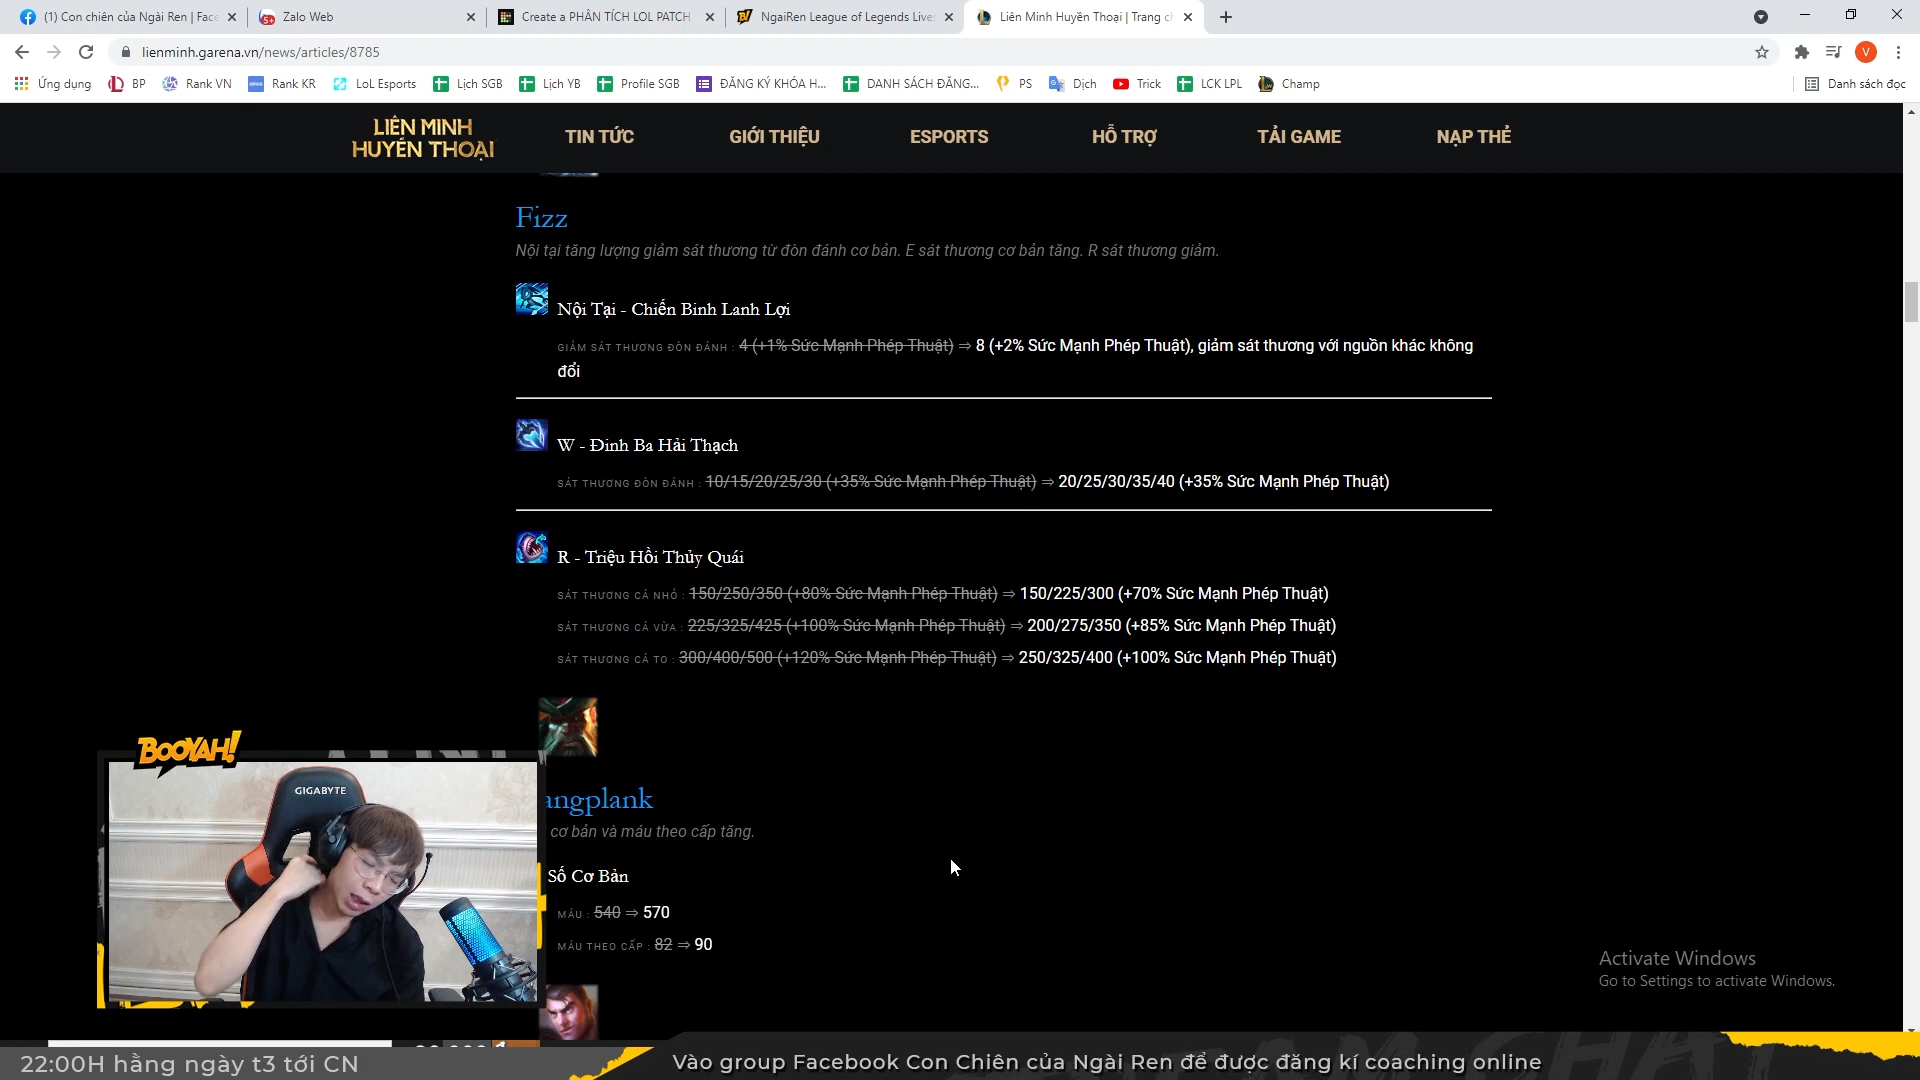 (1) Con chiên của Ngài Ren | Face
Zalo Web
Create a PHÂN TÍCH LOL PATCH
NgaiRen League of Legends Live
Liên Minh Huyền Thoại | Trang ch
lienminh.garena.vn/news/articles/8785
V
Ứng dụng
BP
Rank VN
Rank KR
LoL Esports
Lịch SGB
Lịch YB
Profile SGB
ĐĂNG KÝ KHÓA H...
DANH SÁCH ĐĂNG...
PS
Dịch
Trick
LCK LPL
Champ
Danh sách đọc
LIÊN MINH
HUYỀN THOẠI
TIN TỨC
GIỚI THIỆU
ESPORTS
HỖ TRỢ
TẢI GAME
NẠP THẺ
Fizz
Nội tại tăng lượng giảm sát thương từ đòn đánh cơ bản. E sát thương cơ bản tăng. R sát thương giảm.
Nội Tại - Chiến Binh Lanh Lợi
GIẢM SÁT THƯƠNG ĐÒN ĐÁNH : 4 (+1% Sức Mạnh Phép Thuật) ⇒ 8 (+2% Sức Mạnh Phép Thuật), giảm sát thương với nguồn khác không
đổi
W - Đinh Ba Hải Thạch
SÁT THƯƠNG ĐÒN ĐÁNH : 10/15/20/25/30 (+35% Sức Mạnh Phép Thuật) ⇒ 20/25/30/35/40 (+35% Sức Mạnh Phép Thuật)
R - Triệu Hồi Thủy Quái
SÁT THƯƠNG CÁ NHỎ : 150/250/350 (+80% Sức Mạnh Phép Thuật) ⇒ 150/225/300 (+70% Sức Mạnh Phép Thuật)
SÁT THƯƠNG CÁ VỪA : 225/325/425 (+100% Sức Mạnh Phép Thuật) ⇒ 200/275/350 (+85% Sức Mạnh Phép Thuật)
SÁT THƯƠNG CÁ TO : 300/400/500 (+120% Sức Mạnh Phép Thuật) ⇒ 250/325/400 (+100% Sức Mạnh Phép Thuật)
BOOYAH!
GIGABYTE
angplank
cơ bản và máu theo cấp tăng.
Số Cơ Bản
MÁU : 540 ⇒ 570
MÁU THEO CẤP : 82 ⇒ 90
Activate Windows
Go to Settings to activate Windows.
22:00H hằng ngày t3 tới CN
Vào group Facebook Con Chiên của Ngài Ren để được đăng kí coaching online